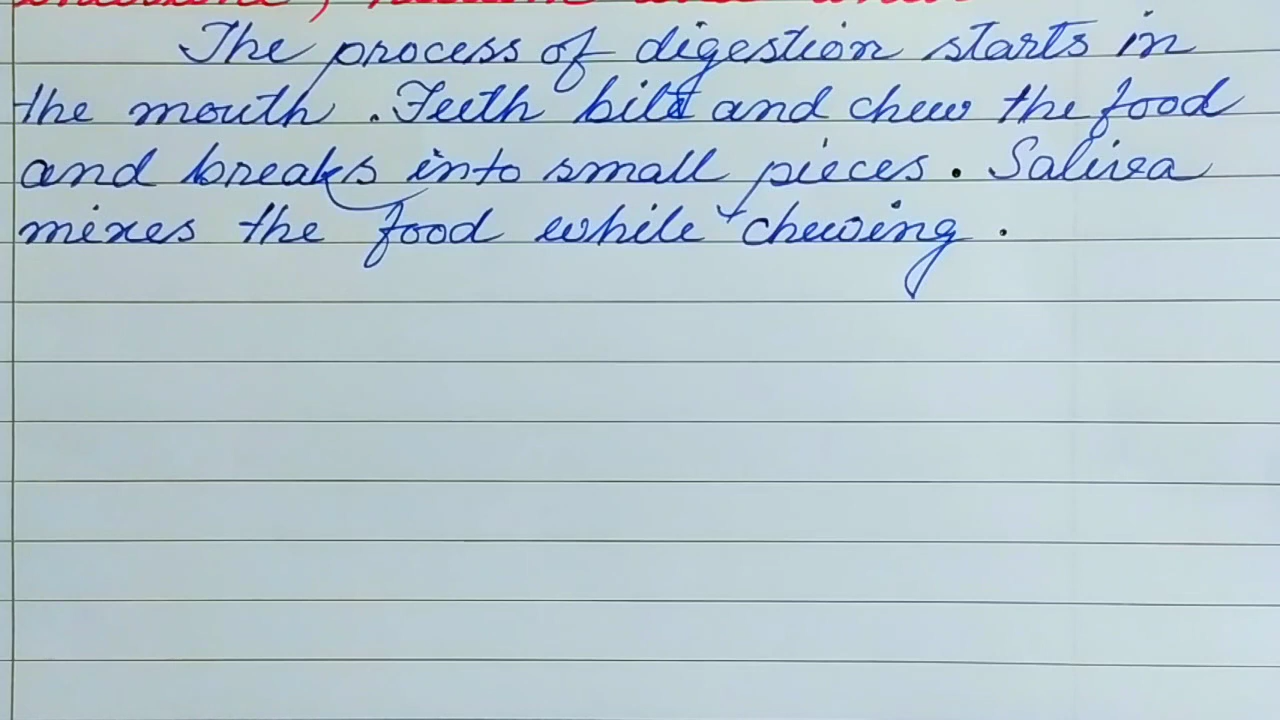 The process of digestion starts in
the mouth. Teeth bite and chew the food
and breaks into small pieces. Saliva
mixes the food while chewing.